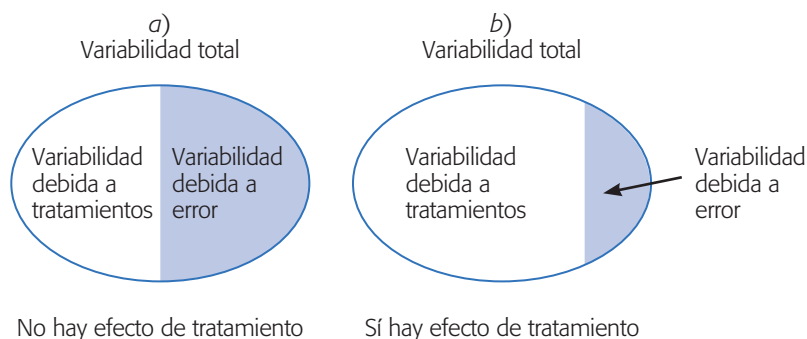 a)
Variabilidad total
Variabilidad
debida a
tratamientos
Variabilidad
debida a
error
No hay efecto de tratamiento
b)
Variabilidad total
Variabilidad
debida a
tratamientos
Variabilidad
debida a
error
Sí hay efecto de tratamiento